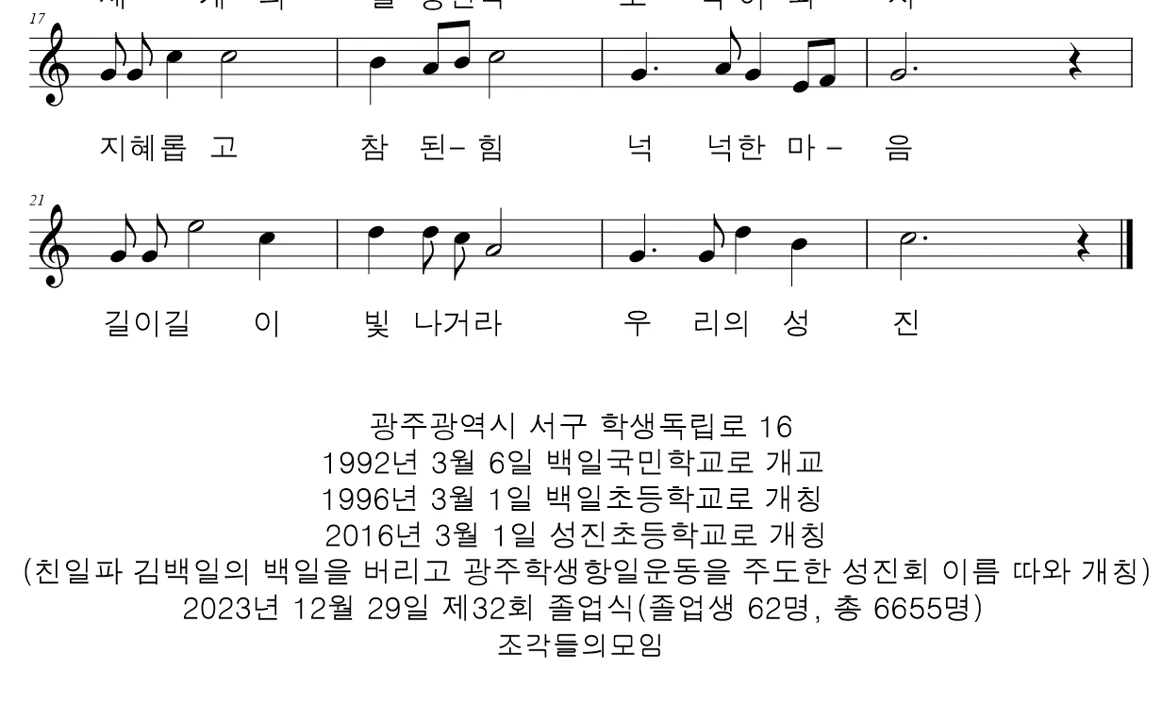 17
지혜롭 고 참 된– 힘 넉 넉한 마 – 음
21
길이길 이 빛 나거라 우 리의 성 진
광주광역시 서구 학생독립로 16
1992년 3월 6일 백일국민학교로 개교
1996년 3월 1일 백일초등학교로 개칭
2016년 3월 1일 성진초등학교로 개칭
(친일파 김백일의 백일을 버리고 광주학생항일운동을 주도한 성진회 이름 따와 개칭)
2023년 12월 29일 제32회 졸업식(졸업생 62명, 총 6655명)
조각들의모임